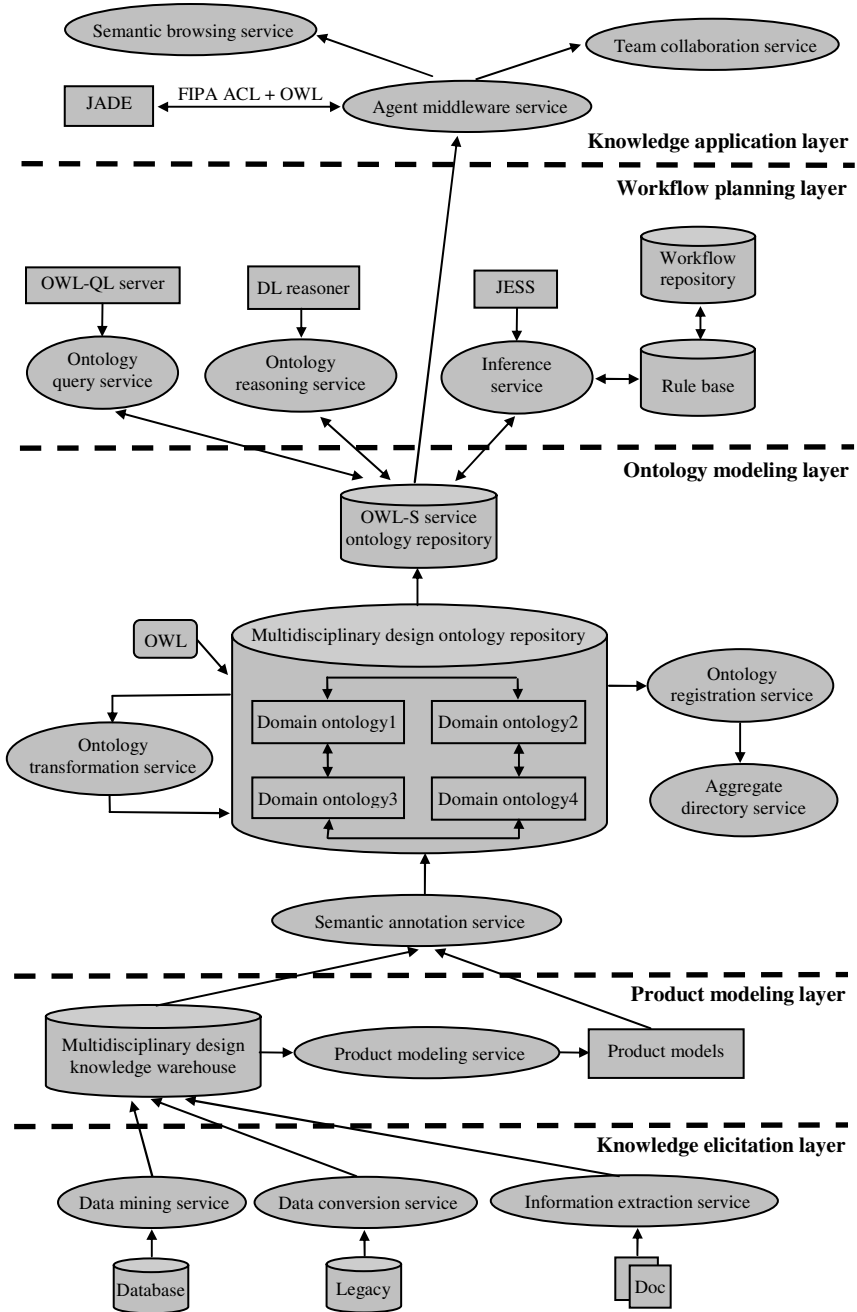 Semantic browsing service
Team collaboration service
JADE
FIPA ACL + OWL
Agent middleware service
Knowledge application layer
Workflow planning layer
Workflow
repository
OWL-QL server
DL reasoner
JESS
Ontology
query service
Ontology
reasoning service
Inference
service
Rule base
Ontology modeling layer
OWL-S service
ontology repository
OWL
Multidisciplinary design ontology repository
Ontology
registration service
Domain ontology1
Domain ontology2
Ontology
transformation service
Domain ontology3
Domain ontology4
Aggregate
directory service
Semantic annotation service
Product modeling layer
Multidisciplinary design
knowledge warehouse
Product modeling service
Product models
Knowledge elicitation layer
Data mining service
Data conversion service
Information extraction service
Database
Legacy
Doc